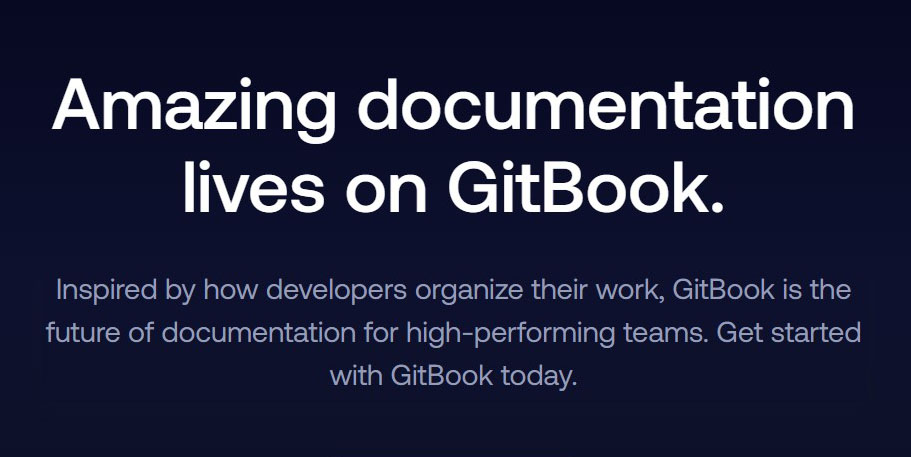 Amazing documentation
lives on GitBook.
Inspired by how developers organize their work, GitBook is the
future of documentation for high-performing teams. Get started
with GitBook today.